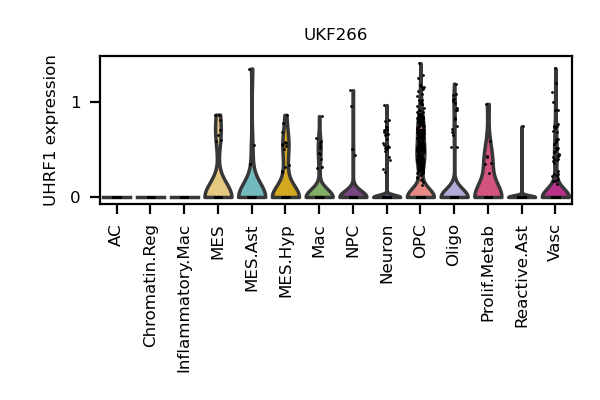 UKF266
UHRF1 expression
1
0
AC
Chromatin.Reg
Inflammatory.Mac
MES
MES.Ast
MES.Hyp
Mac
NPC
Neuron
OPC
Oligo
Prolif.Metab
Reactive.Ast
Vasc